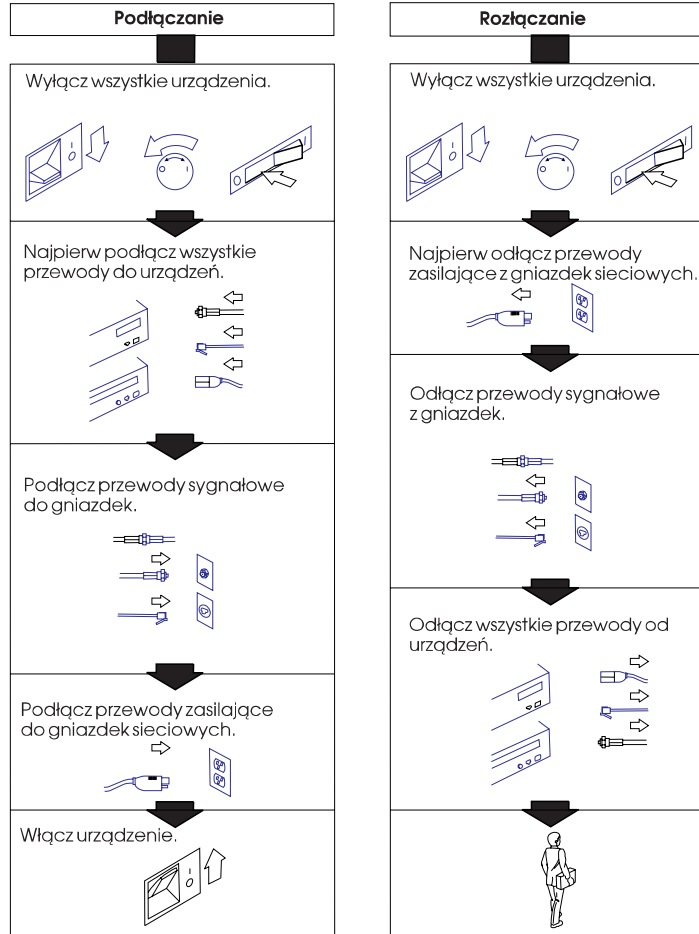 Podłączanie
Wyłącz wszystkie urządzenia.
Najpierw podłącz wszystkie
przewody do urządzeń.
Podłącz przewody sygnałowe
do gniazdek.
Podłącz przewody zasilające
do gniazdek sieciowych.
Włącz urządzenie.
Rozłączanie
Wyłącz wszystkie urządzenia.
Najpierw odłącz przewody
zasilające z gniazdek sieciowych.
Odłącz przewody sygnałowe
z gniazdek.
Odłącz wszystkie przewody od
urządzeń.